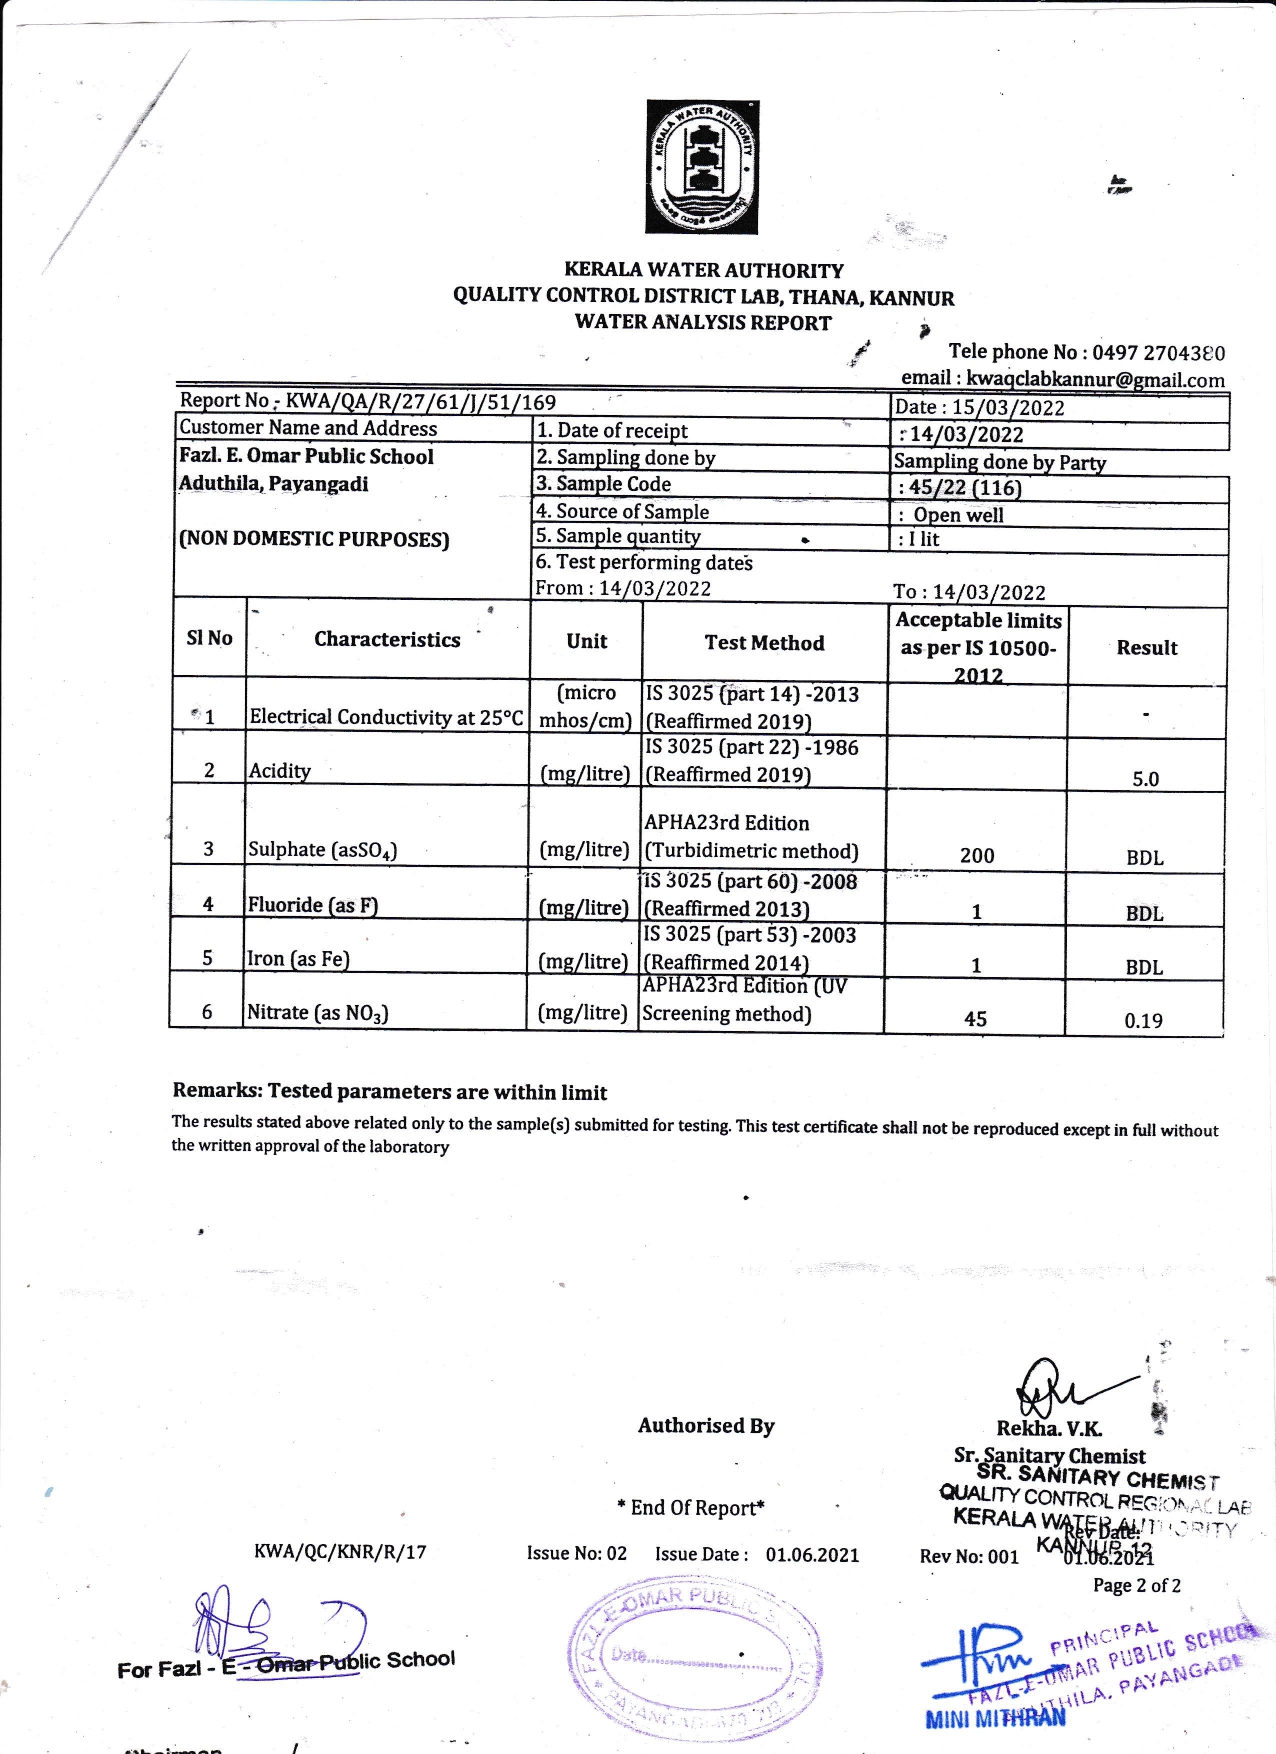 KERALA WATER AUTHORITY
KERALA WATER AUTHORITY
QUALITY CONTROL DISTRICT LAB, THANA, KANNUR
WATER ANALYSIS REPORT
Tele phone No : 0497 2704380
email : kwaqclabkannur@gmail.com
Report No ; KWA/QA/R/27/61/J/51/169 Date : 15/03/2022
Customer Name and Address 1. Date of receipt : 14/03/2022
Fazl. E. Omar Public School 2. Sampling done by Sampling done by Party
Aduthila, Payangadi 3. Sample Code : 45/22 (116)
4. Source of Sample : Open well
(NON DOMESTIC PURPOSES) 5. Sample quantity : I lit
6. Test performing dates
From : 14/03/2022 To : 14/03/2022
Sl No Characteristics Unit Test Method Acceptable limits as per IS 10500-2012 Result
1 Electrical Conductivity at 25°C (micro mhos/cm) IS 3025 (part 14) -2013 (Reaffirmed 2019) -
2 Acidity (mg/litre) IS 3025 (part 22) -1986 (Reaffirmed 2019) 5.0
3 Sulphate (asSO₄) (mg/litre) APHA23rd Edition (Turbidimetric method) 200 BDL
4 Fluoride (as F) (mg/litre) IS 3025 (part 60) -2008 (Reaffirmed 2013) 1 BDL
5 Iron (as Fe) (mg/litre) IS 3025 (part 53) -2003 (Reaffirmed 2014) 1 BDL
6 Nitrate (as NO₃) (mg/litre) APHA23rd Edition (UV Screening method) 45 0.19
Remarks: Tested parameters are within limit
The results stated above related only to the sample(s) submitted for testing. This test certificate shall not be reproduced except in full without
the written approval of the laboratory
Authorised By
Rekha. V.K.
Sr. Sanitary Chemist
SR. SANITARY CHEMIST
QUALITY CONTROL REGIONAL LAB
KERALA WATER AUTHORITY
KANNUR-12
* End Of Report*
KWA/QC/KNR/R/17 Issue No: 02 Issue Date : 01.06.2021 Rev No: 001 Rev Date: 01.06.2021
Page 2 of 2
For Fazl - E - Omar Public School
FAZL-E-OMAR PUBLIC SCHOOL
Date
PRINCIPAL
FAZL-E-OMAR PUBLIC SCHOOL
PAYANGADI
MINI MITHRAN
Chairman